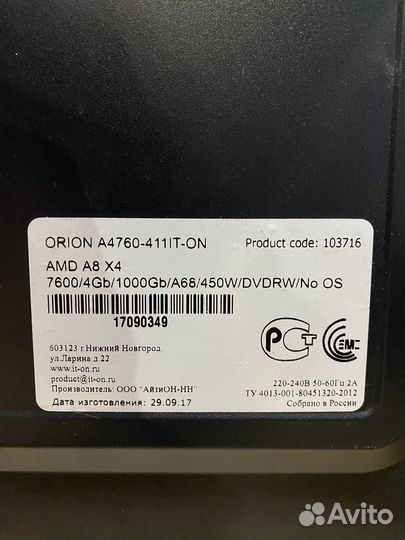 ORION A4760-411IT-ON Product code: 103716
AMD A8 X4
7600/4Gb/1000Gb/A68/450W/DVDRW/No OS
17090349
603123 г.Нижний Новгород.
ул.Ларина д.22
www.it-on.ru
product@it-on.ru
Производитель: ООО "АйтиОН-НН"
Дата изготовления: 29.09.17
РСТ
EMC
220-240В 50-60Гц 2А
ТУ 4013-001-80451320-2012
Собрано в России
Avito